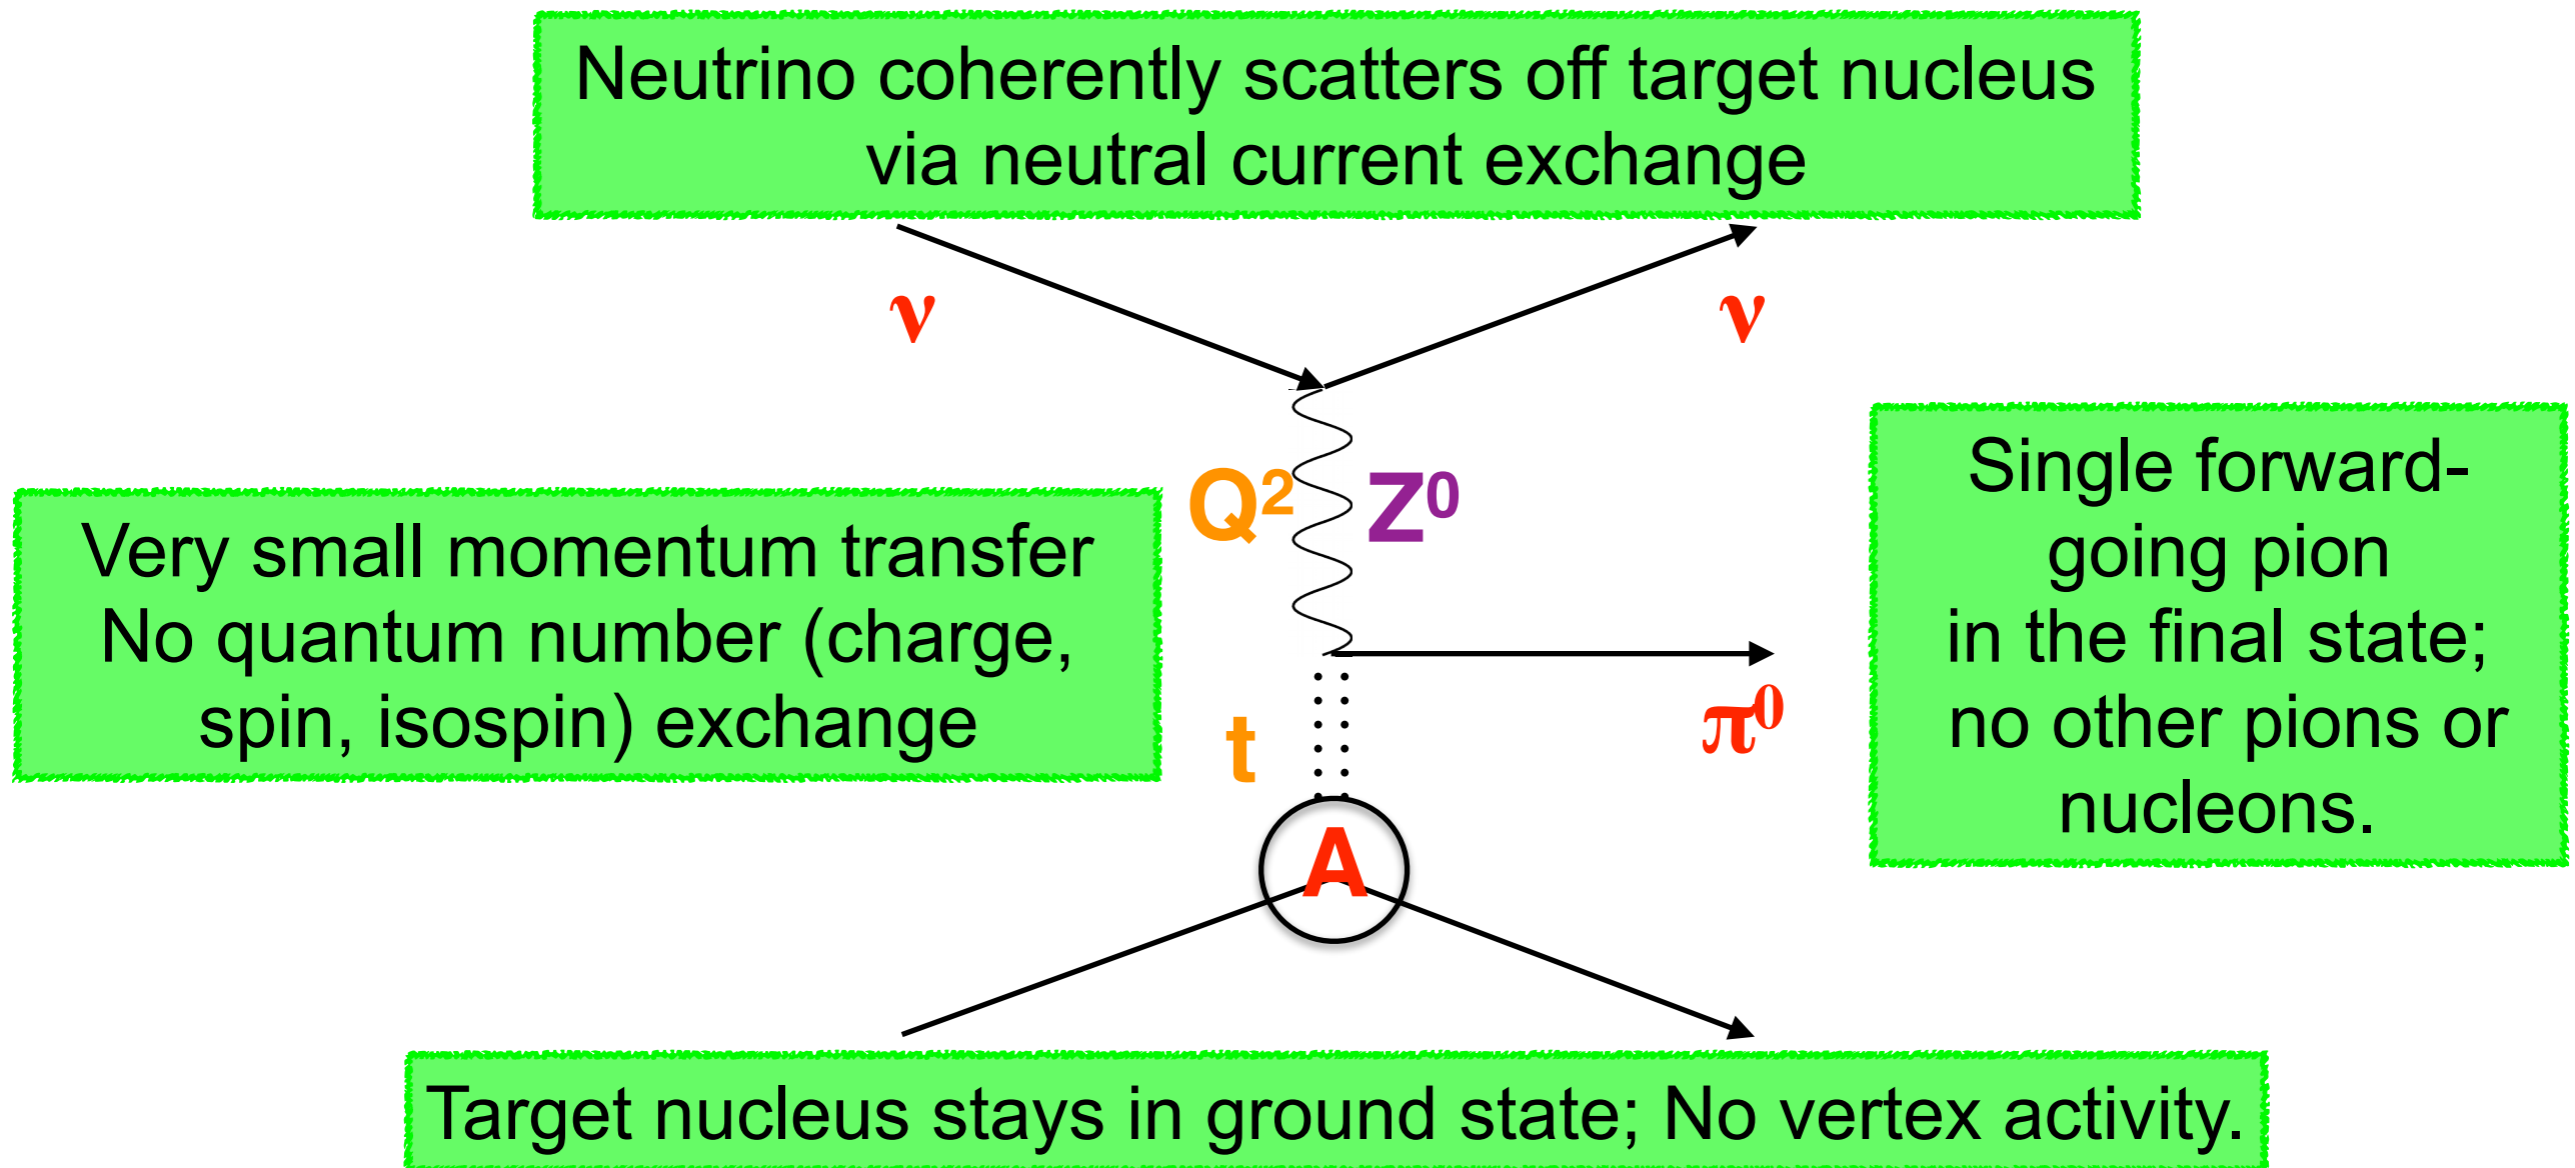 Neutrino coherently scatters off target nucleus
via neutral current exchange
ν
ν
Q²
Z⁰
Very small momentum transfer
No quantum number (charge,
spin, isospin) exchange
Single forward-
going pion
in the final state;
no other pions or
nucleons.
t
π⁰
A
Target nucleus stays in ground state; No vertex activity.